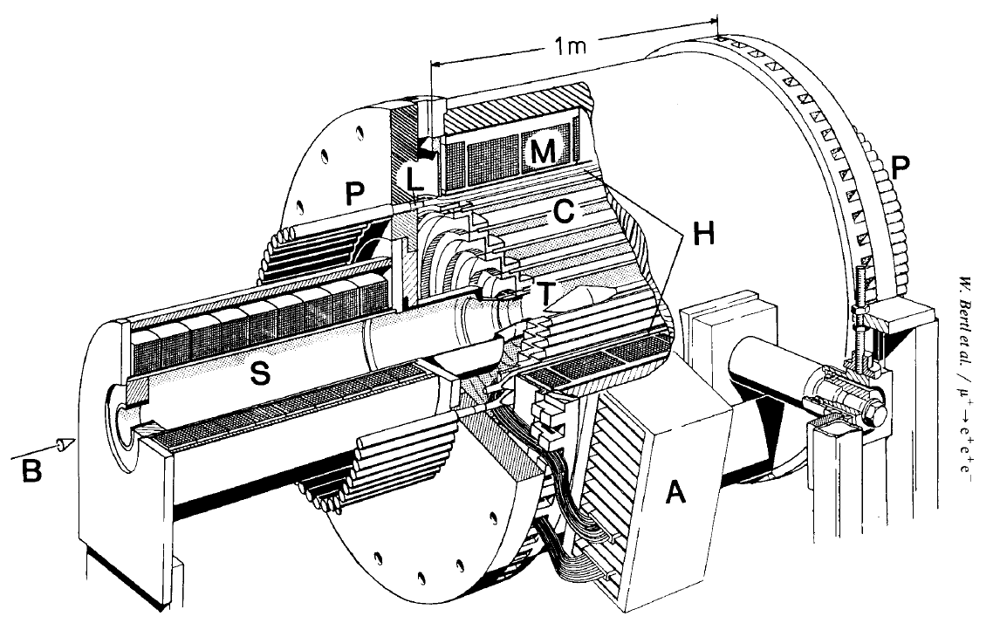 1m
M
L
P
P
C
H
T
S
B
A
W. Bertl et al. / μ⁺ → e⁺e⁺e⁻